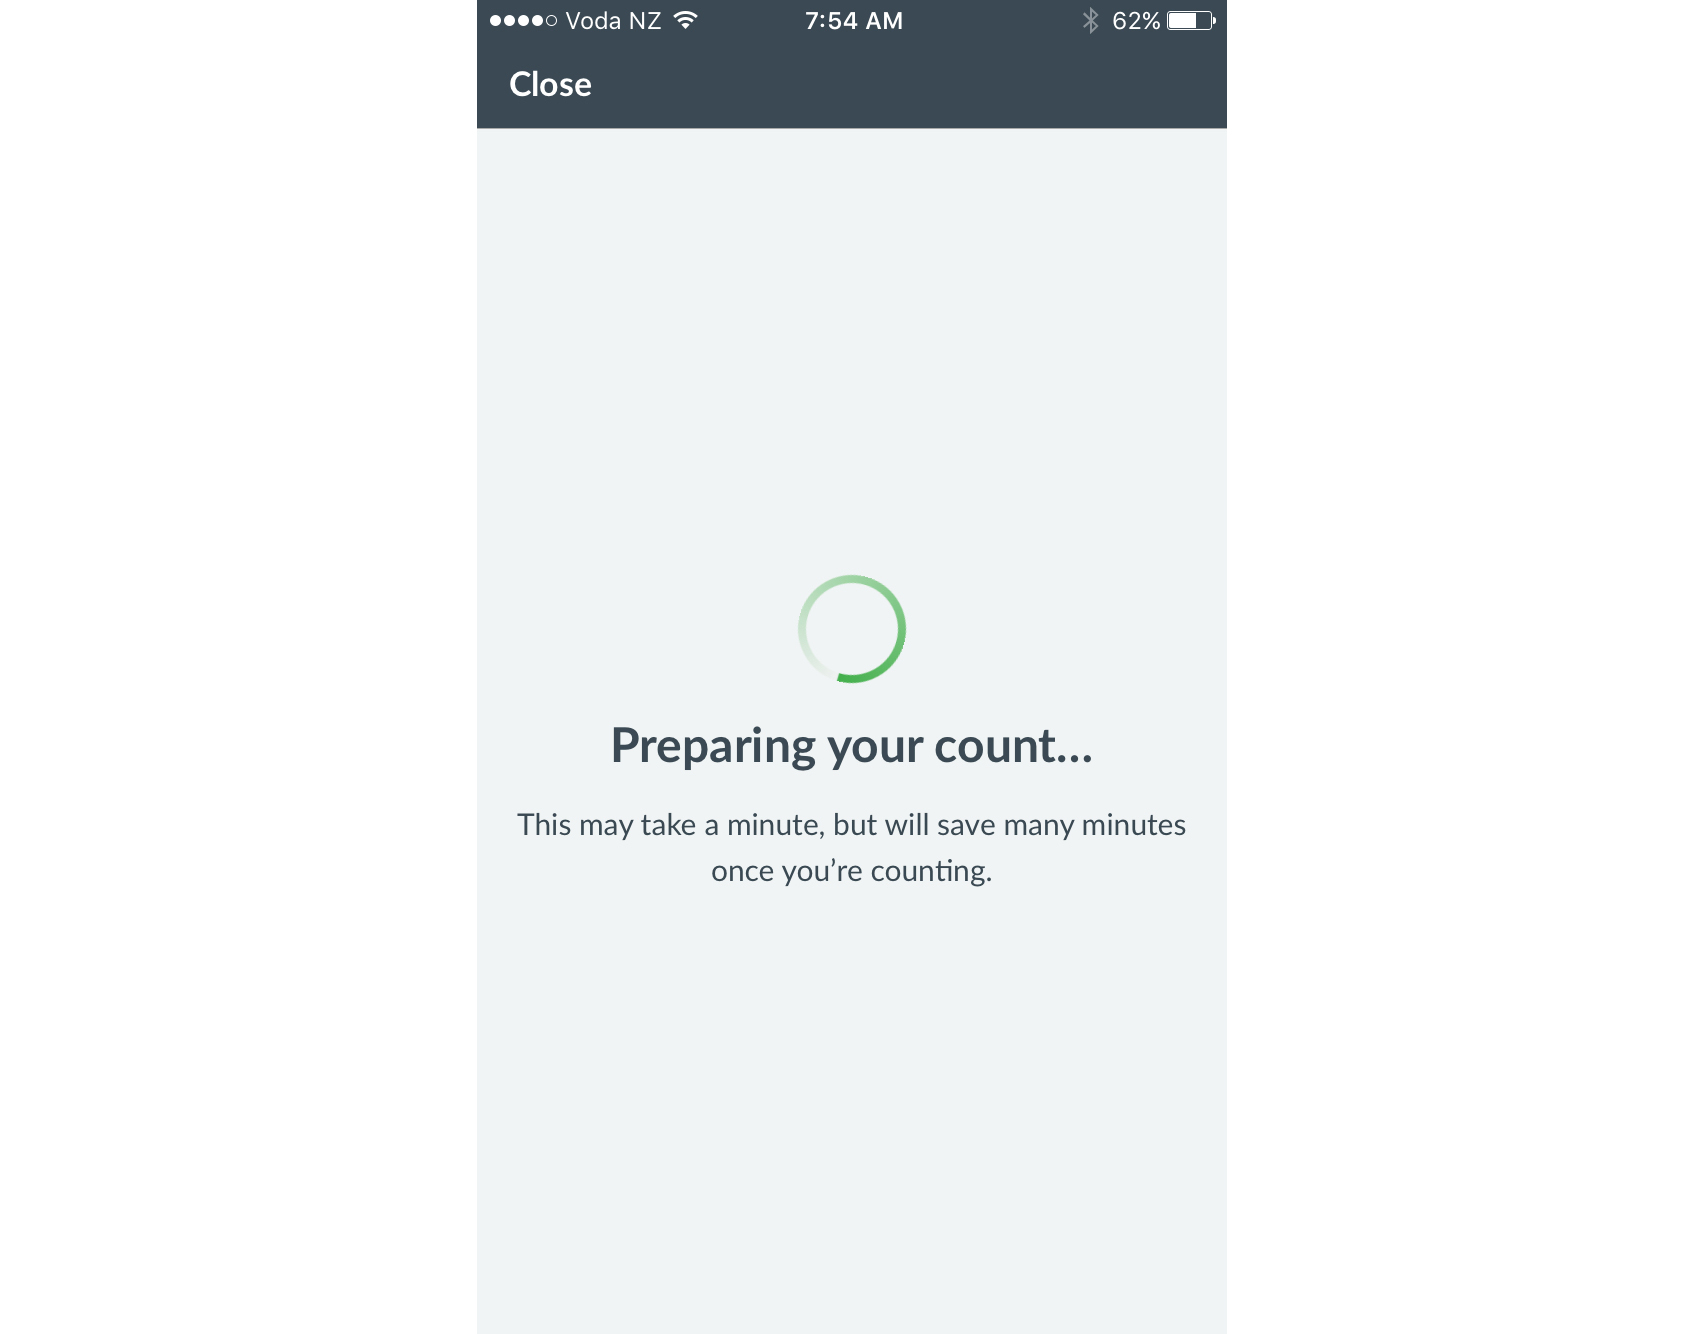 Voda NZ 7:54 AM 62%
Close
Preparing your count...
This may take a minute, but will save many minutes
once you’re counting.